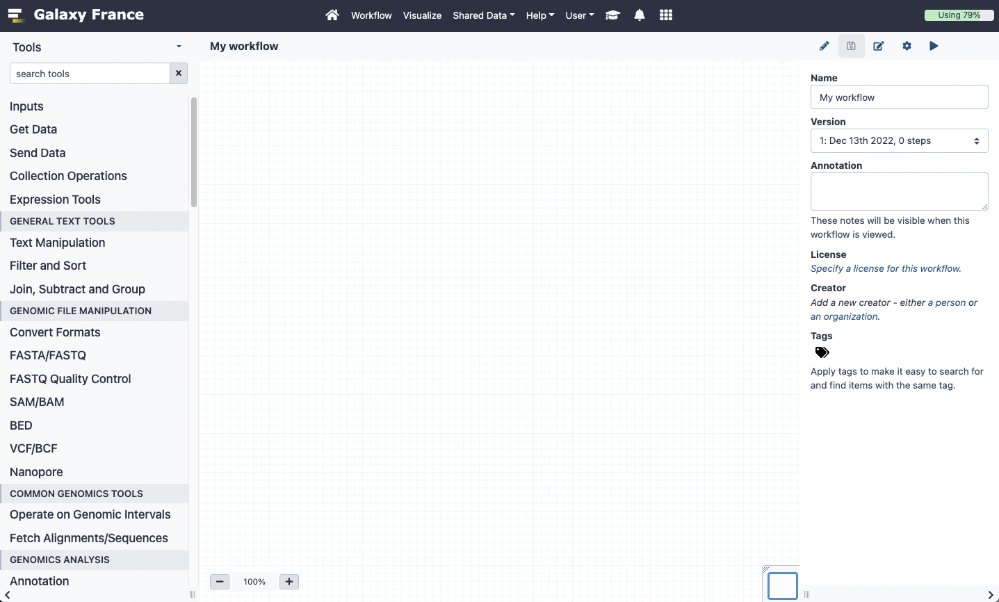 Galaxy France
Workflow Visualize Shared Data Help User
Using 79%
Tools
search tools
Inputs
Get Data
Send Data
Collection Operations
Expression Tools
GENERAL TEXT TOOLS
Text Manipulation
Filter and Sort
Join, Subtract and Group
GENOMIC FILE MANIPULATION
Convert Formats
FASTA/FASTQ
FASTQ Quality Control
SAM/BAM
BED
VCF/BCF
Nanopore
COMMON GENOMICS TOOLS
Operate on Genomic Intervals
Fetch Alignments/Sequences
GENOMICS ANALYSIS
Annotation
My workflow
100%
Name
My workflow
Version
1: Dec 13th 2022, 0 steps
Annotation
These notes will be visible when this
workflow is viewed.
License
Specify a license for this workflow.
Creator
Add a new creator - either a person or
an organization.
Tags
Apply tags to make it easy to search for
and find items with the same tag.